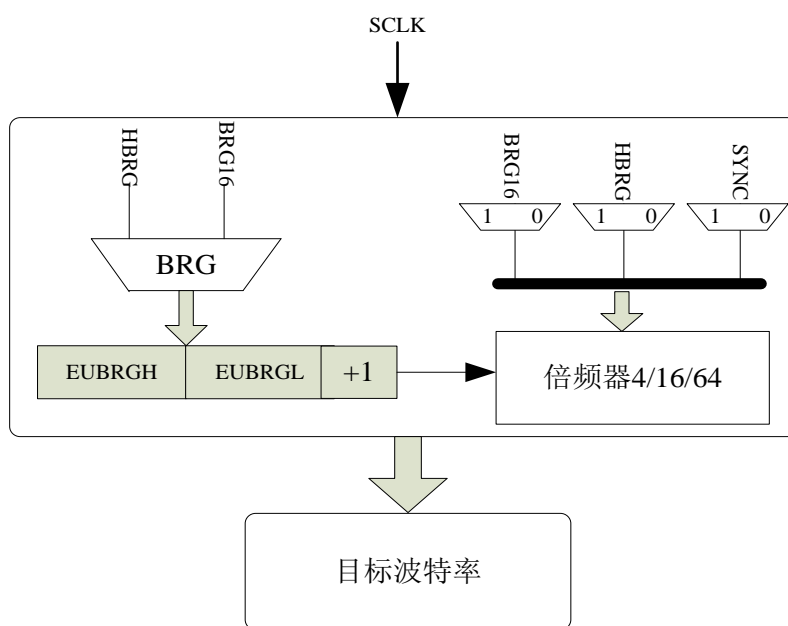 SCLK
HBRG
BRG16
BRG16
HBRG
SYNC
1 0
1 0
1 0
BRG
EUBRGH
EUBRGL
+1
倍频器4/16/64
目标波特率